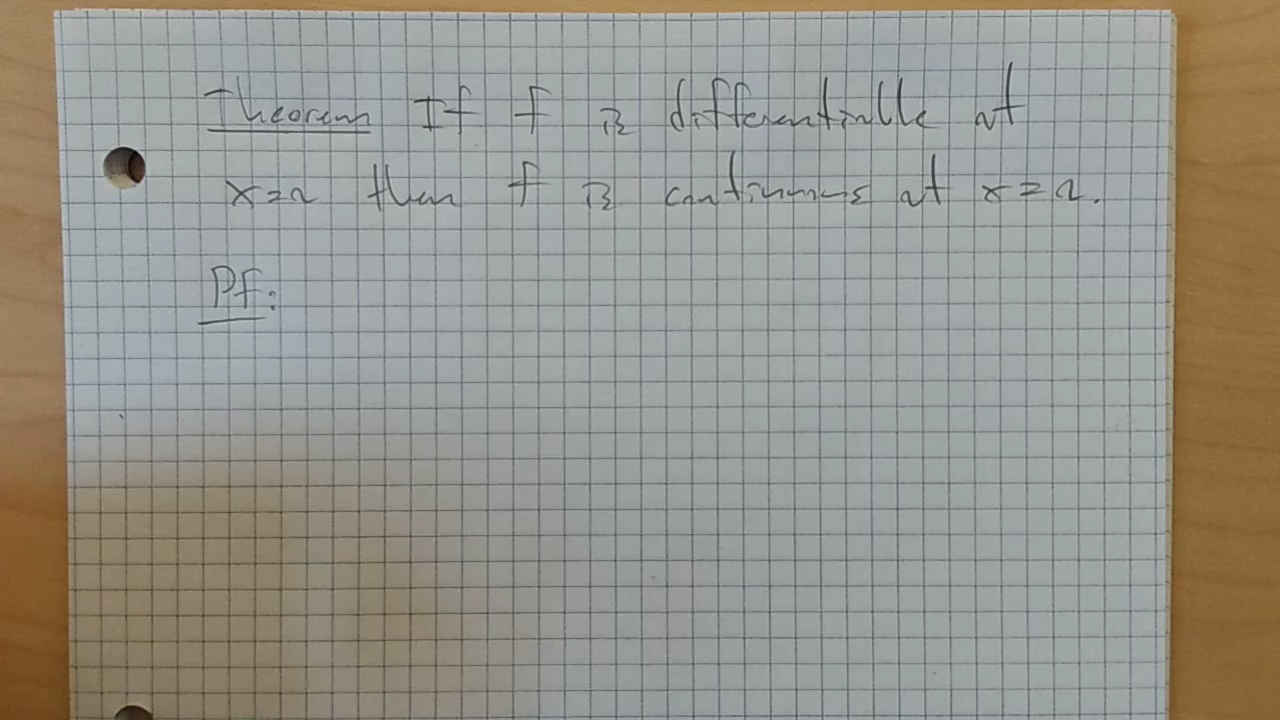 Theorem If f is differentiable at
x=a then f is continuous at x=a.
Pf: